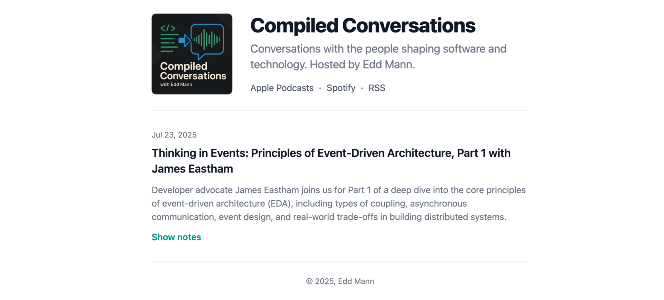 </>
Compiled
Conversations
with Edd Mann
Compiled Conversations
Conversations with the people shaping software and
technology. Hosted by Edd Mann.
Apple Podcasts · Spotify · RSS
Jul 23, 2025
Thinking in Events: Principles of Event-Driven Architecture, Part 1 with
James Eastham
Developer advocate James Eastham joins us for Part 1 of a deep dive into the core principles
of event-driven architecture (EDA), including types of coupling, asynchronous
communication, event design, and real-world trade-offs in building distributed systems.
Show notes
© 2025, Edd Mann